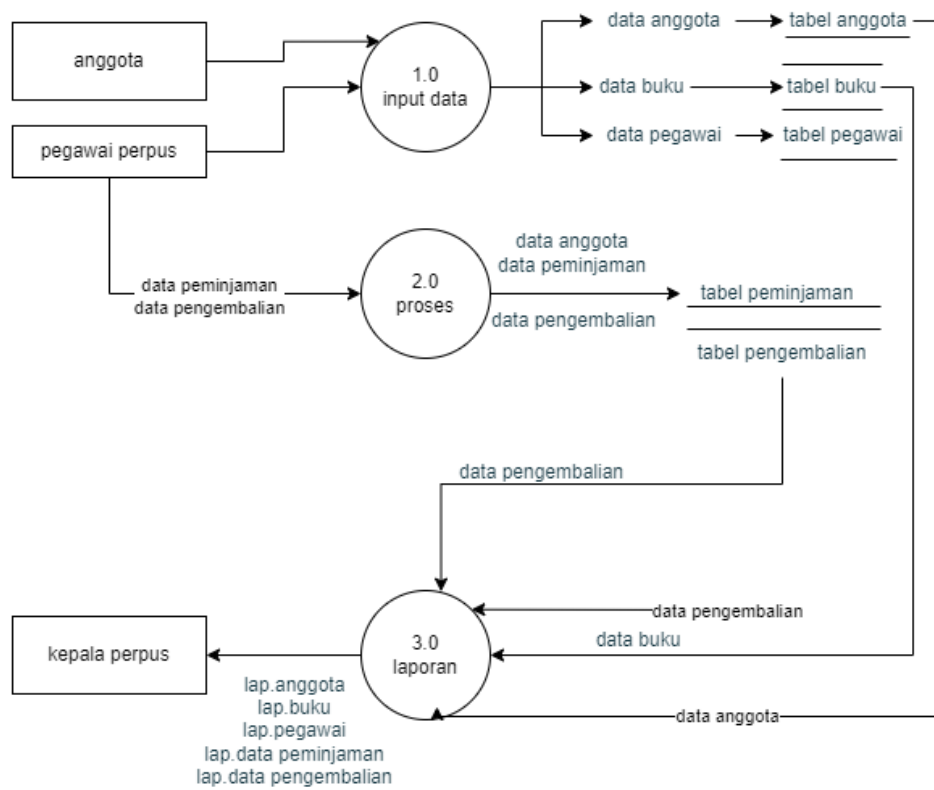 anggota
1.0
input data
data anggota
tabel anggota
data buku
tabel buku
pegawai perpus
data pegawai
tabel pegawai
data peminjaman
data pengembalian
2.0
proses
data anggota
data peminjaman
data pengembalian
tabel peminjaman
tabel pengembalian
data pengembalian
data pengembalian
data buku
kepala perpus
3.0
laporan
lap.anggota
lap.buku
lap.pegawai
lap.data peminjaman
lap.data pengembalian
data anggota